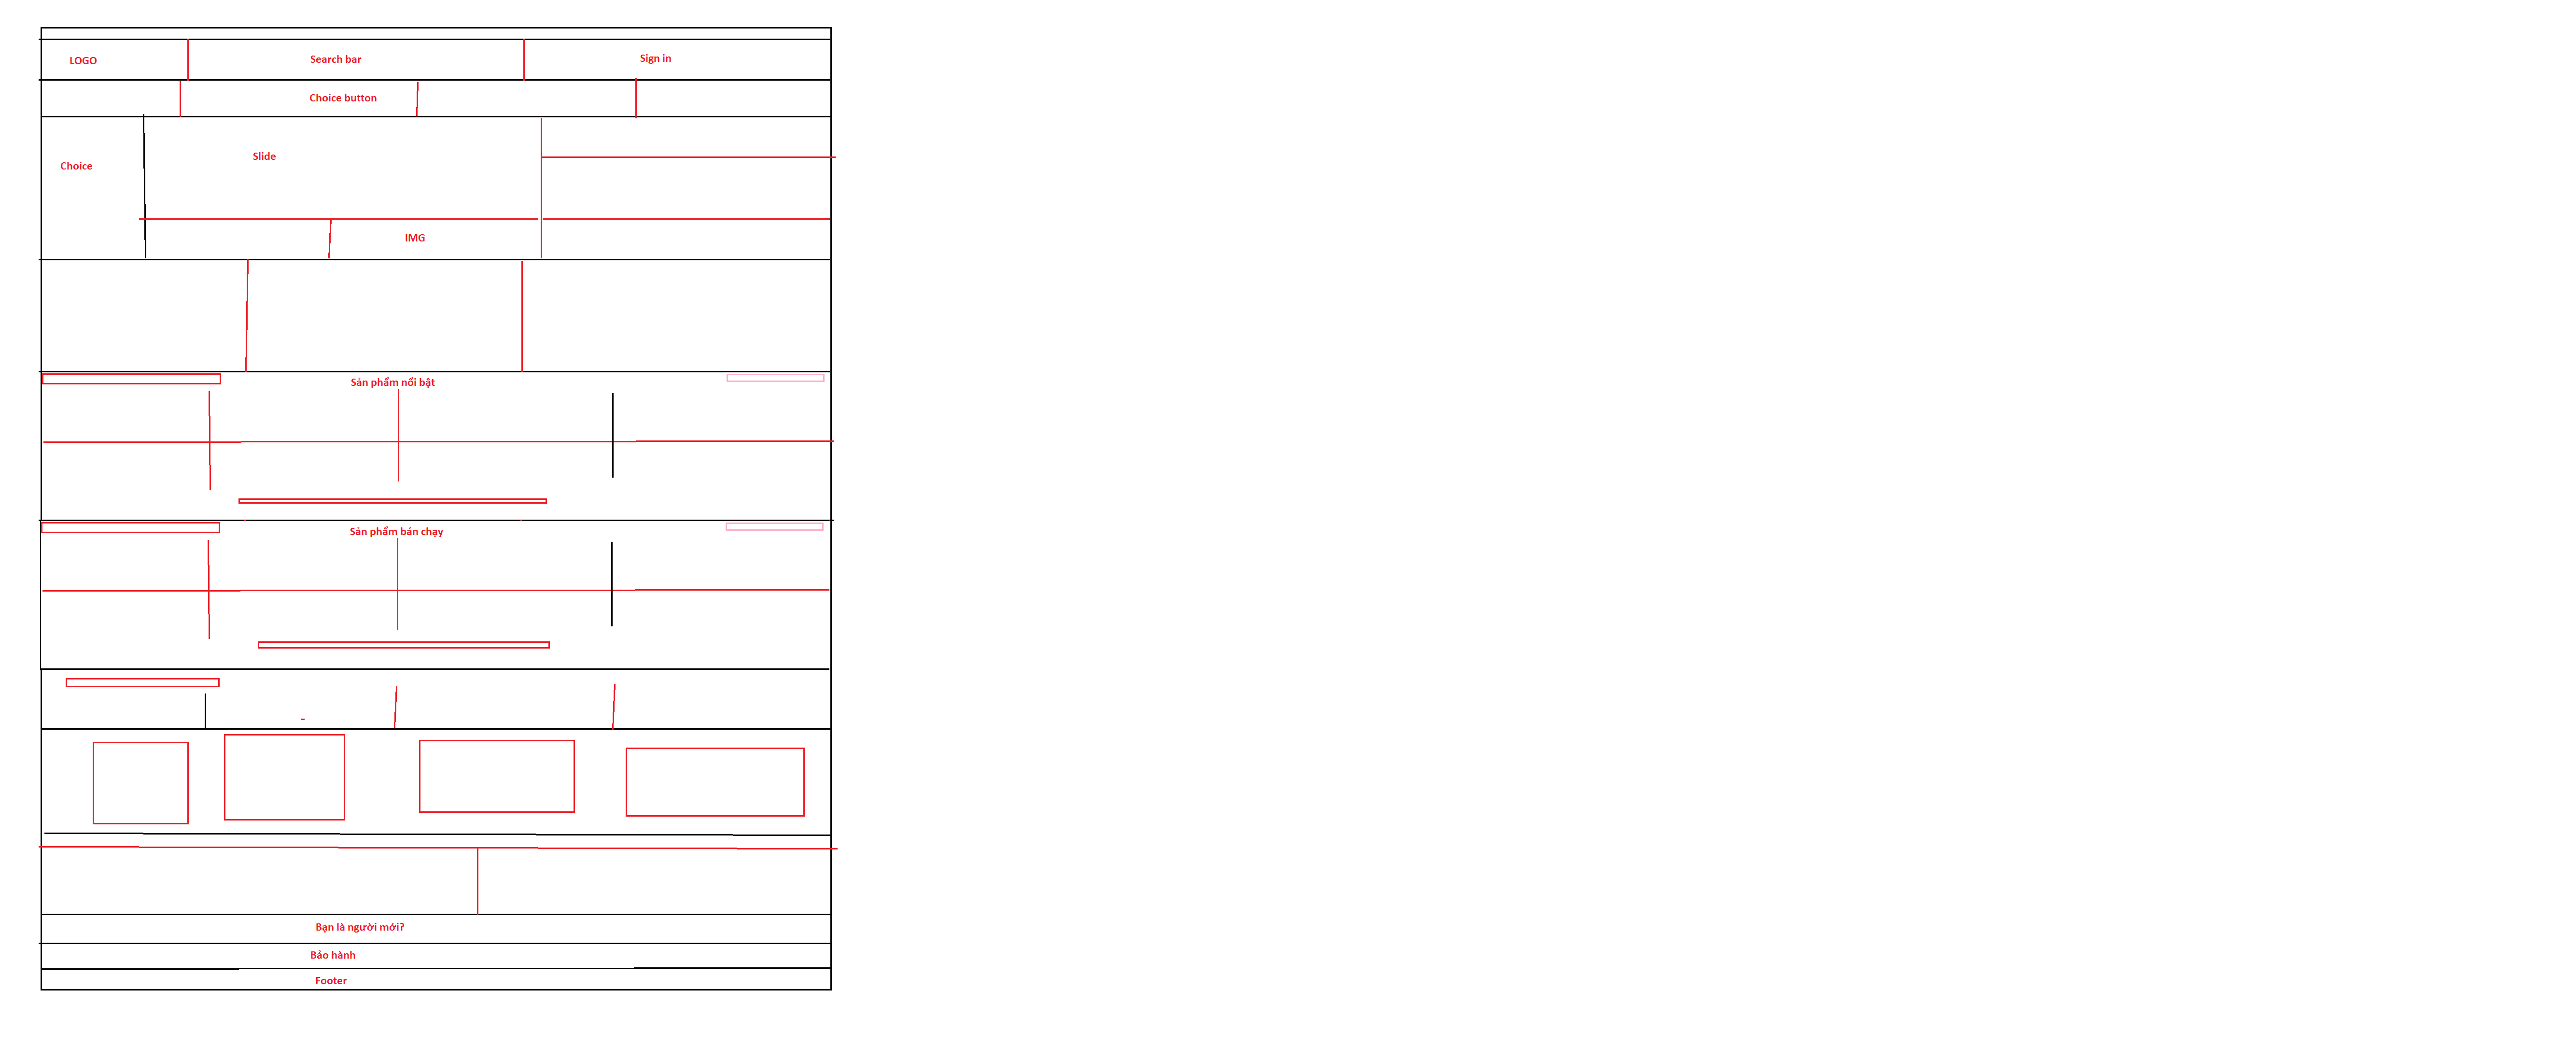 LOGO
Search bar
Sign in
Choice button
Choice
Slide
IMG
Sản phẩm nổi bật
Sản phẩm bán chạy
Bạn là người mới?
Bảo hành
Footer